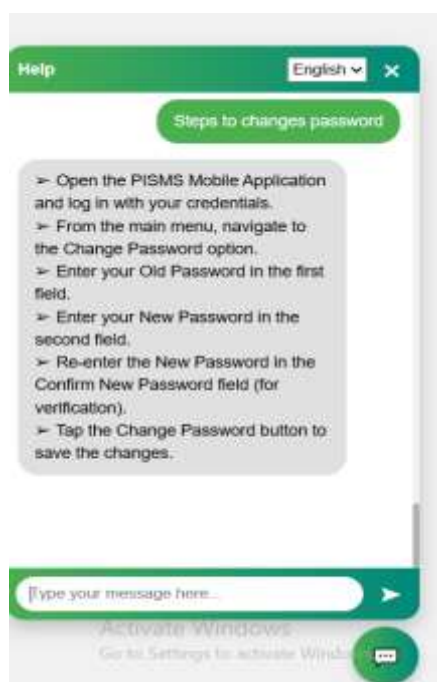 Help
English
Steps to changes password
➢ Open the PISMS Mobile Application
and log in with your credentials.
➢ From the main menu, navigate to
the Change Password option.
➢ Enter your Old Password in the first
field.
➢ Enter your New Password in the
second field.
➢ Re-enter the New Password in the
Confirm New Password field (for
verification).
➢ Tap the Change Password button to
save the changes.
Type your message here...
Activate Windows
Go to Settings to activate Windo